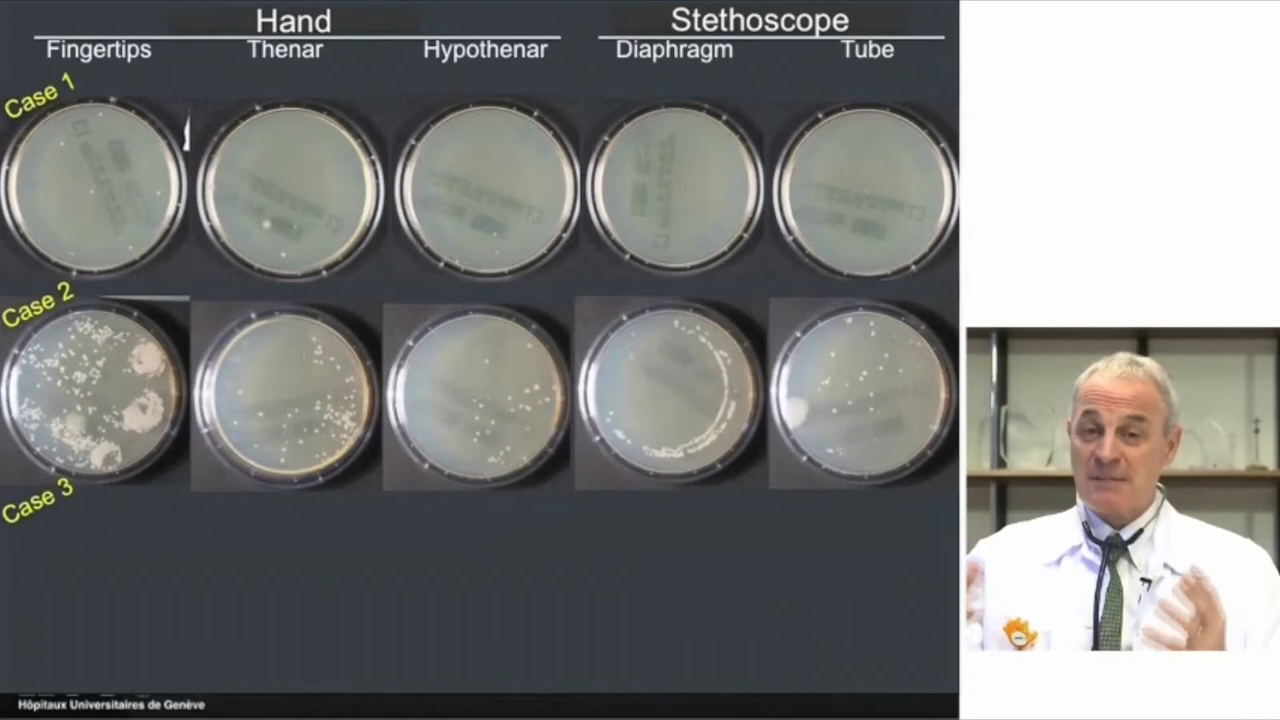 Hand
Stethoscope
Fingertips
Thenar
Hypothenar
Diaphragm
Tube
Case 1
Case 2
Case 3
Hôpitaux Universitaires de Genève